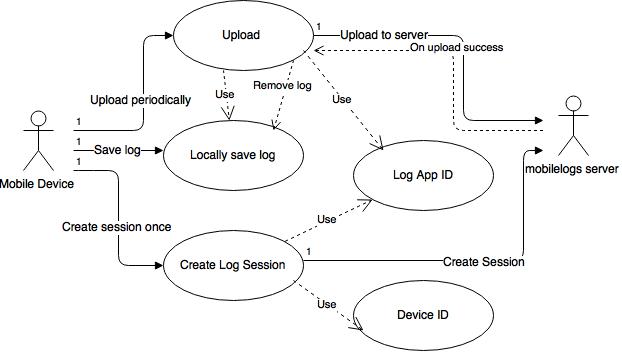 Upload
1
Upload to server
On upload success
Upload periodically
Use
Remove log
Use
1
1
Save log
1
Locally save log
Mobile Device
mobilelogs server
Log App ID
Create session once
Use
1
Create Log Session
Create Session
Use
Device ID